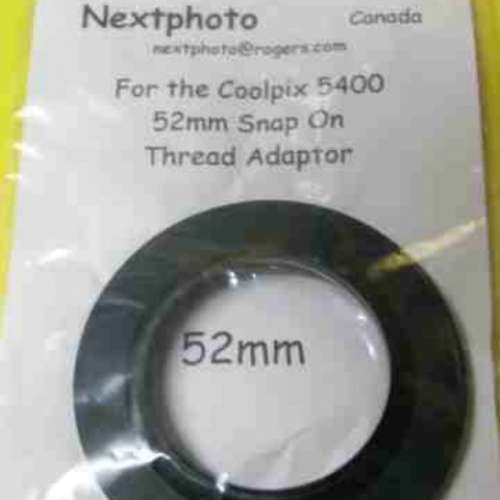 Nextphoto Canada
nextphoto@rogers.com
For the Coolpix 5400
52mm Snap On
Thread Adaptor
52mm